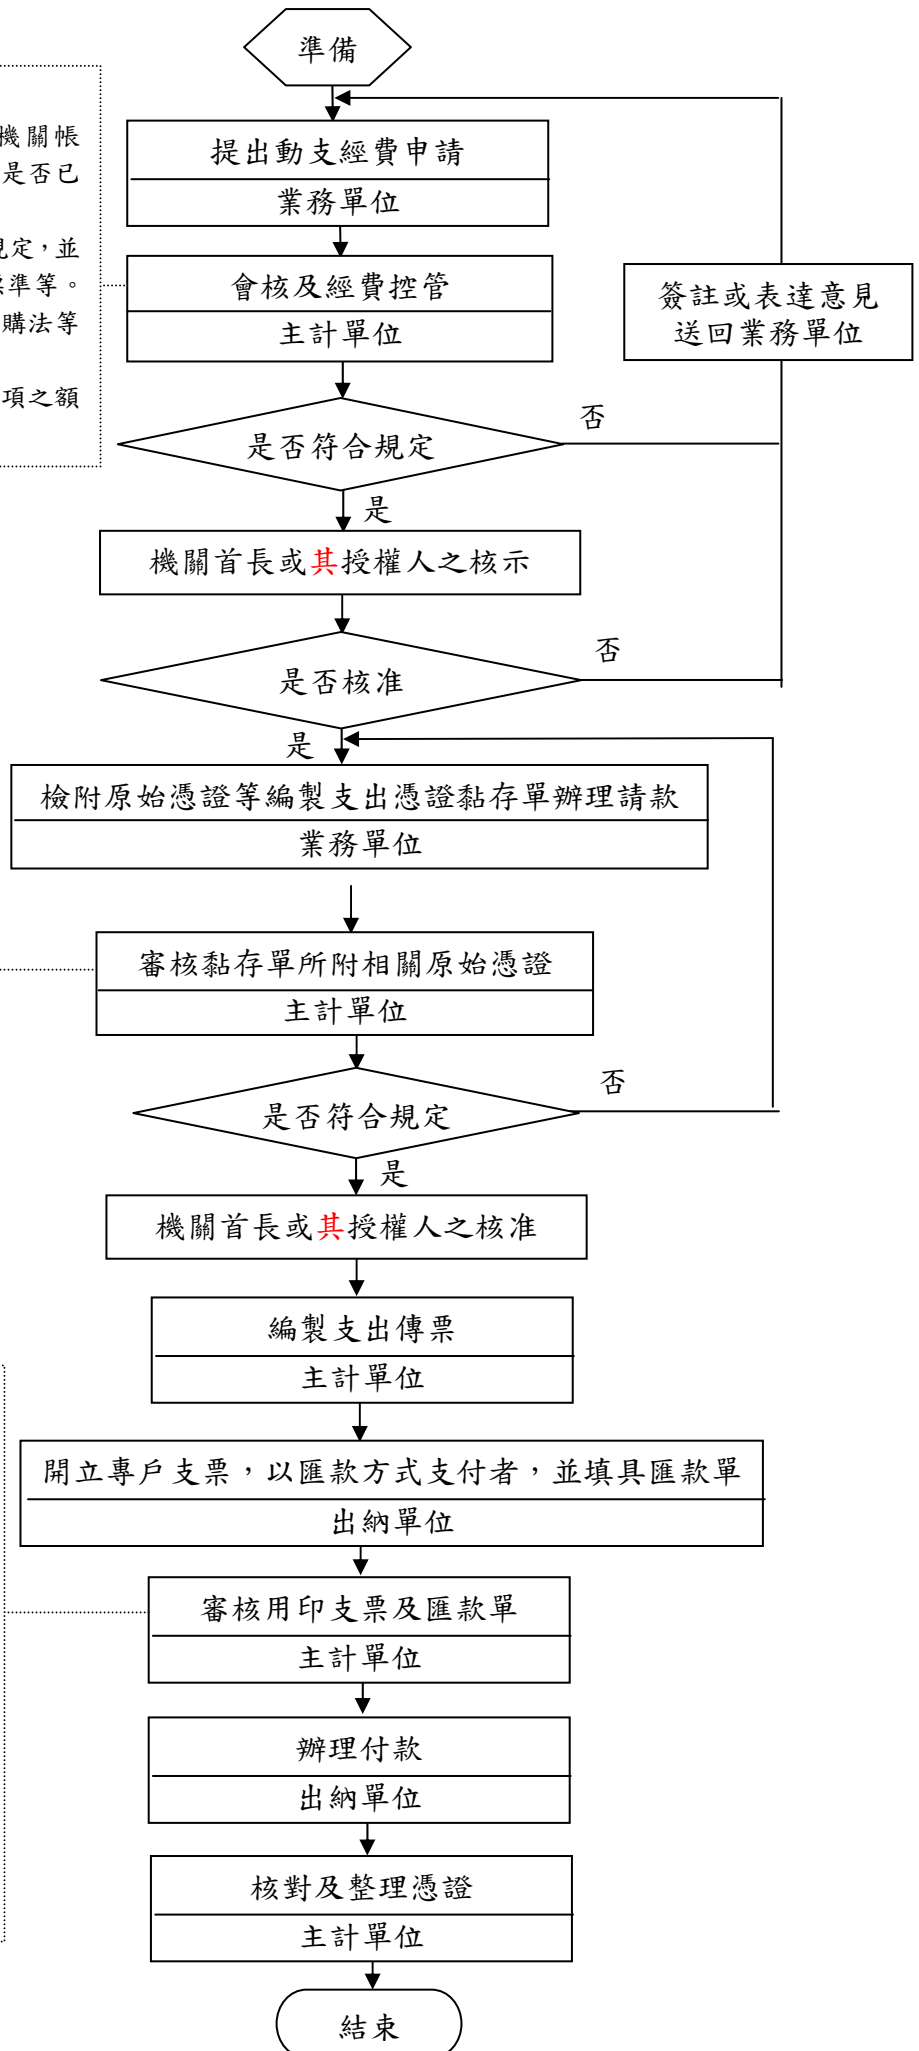 準備
機關帳
是否已
規定，並
標準等。
購法等
項之額
提出動支經費申請
業務單位
會核及經費控管
主計單位
簽註或表達意見
送回業務單位
是否符合規定
否
是
機關首長或其授權人之核示
是否核准
否
是
檢附原始憑證等編製支出憑證黏存單辦理請款
業務單位
審核黏存單所附相關原始憑證
主計單位
是否符合規定
否
是
機關首長或其授權人之核准
編製支出傳票
主計單位
開立專戶支票，以匯款方式支付者，並填具匯款單
出納單位
審核用印支票及匯款單
主計單位
辦理付款
出納單位
核對及整理憑證
主計單位
結束